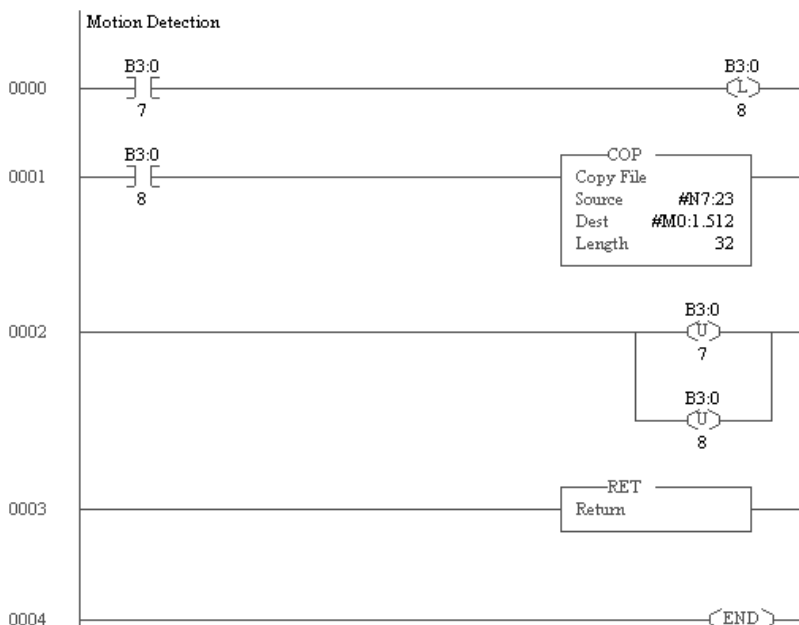 Motion Detection
B3:0 B3:0
0000 L
7 8
B3:0 COP
0001 Copy File
8 Source #N7:23
Dest #M0:1.512
Length 32
B3:0
0002 U
7
B3:0
U
8
RET
0003 Return
0004 END